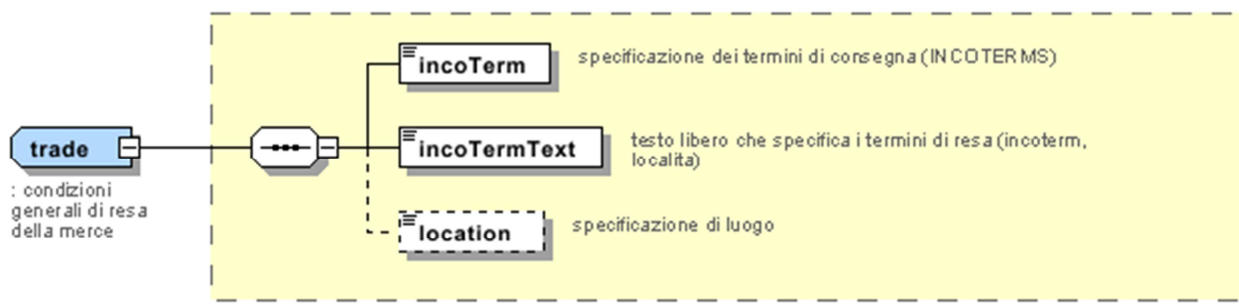 incoTerm
specificazione dei termini di consegna (INCOTERMS)
trade
: condizioni
generali di resa
della merce
incoTermText
testo libero che specifica i termini di resa (incoterm,
localita)
location
specificazione di luogo